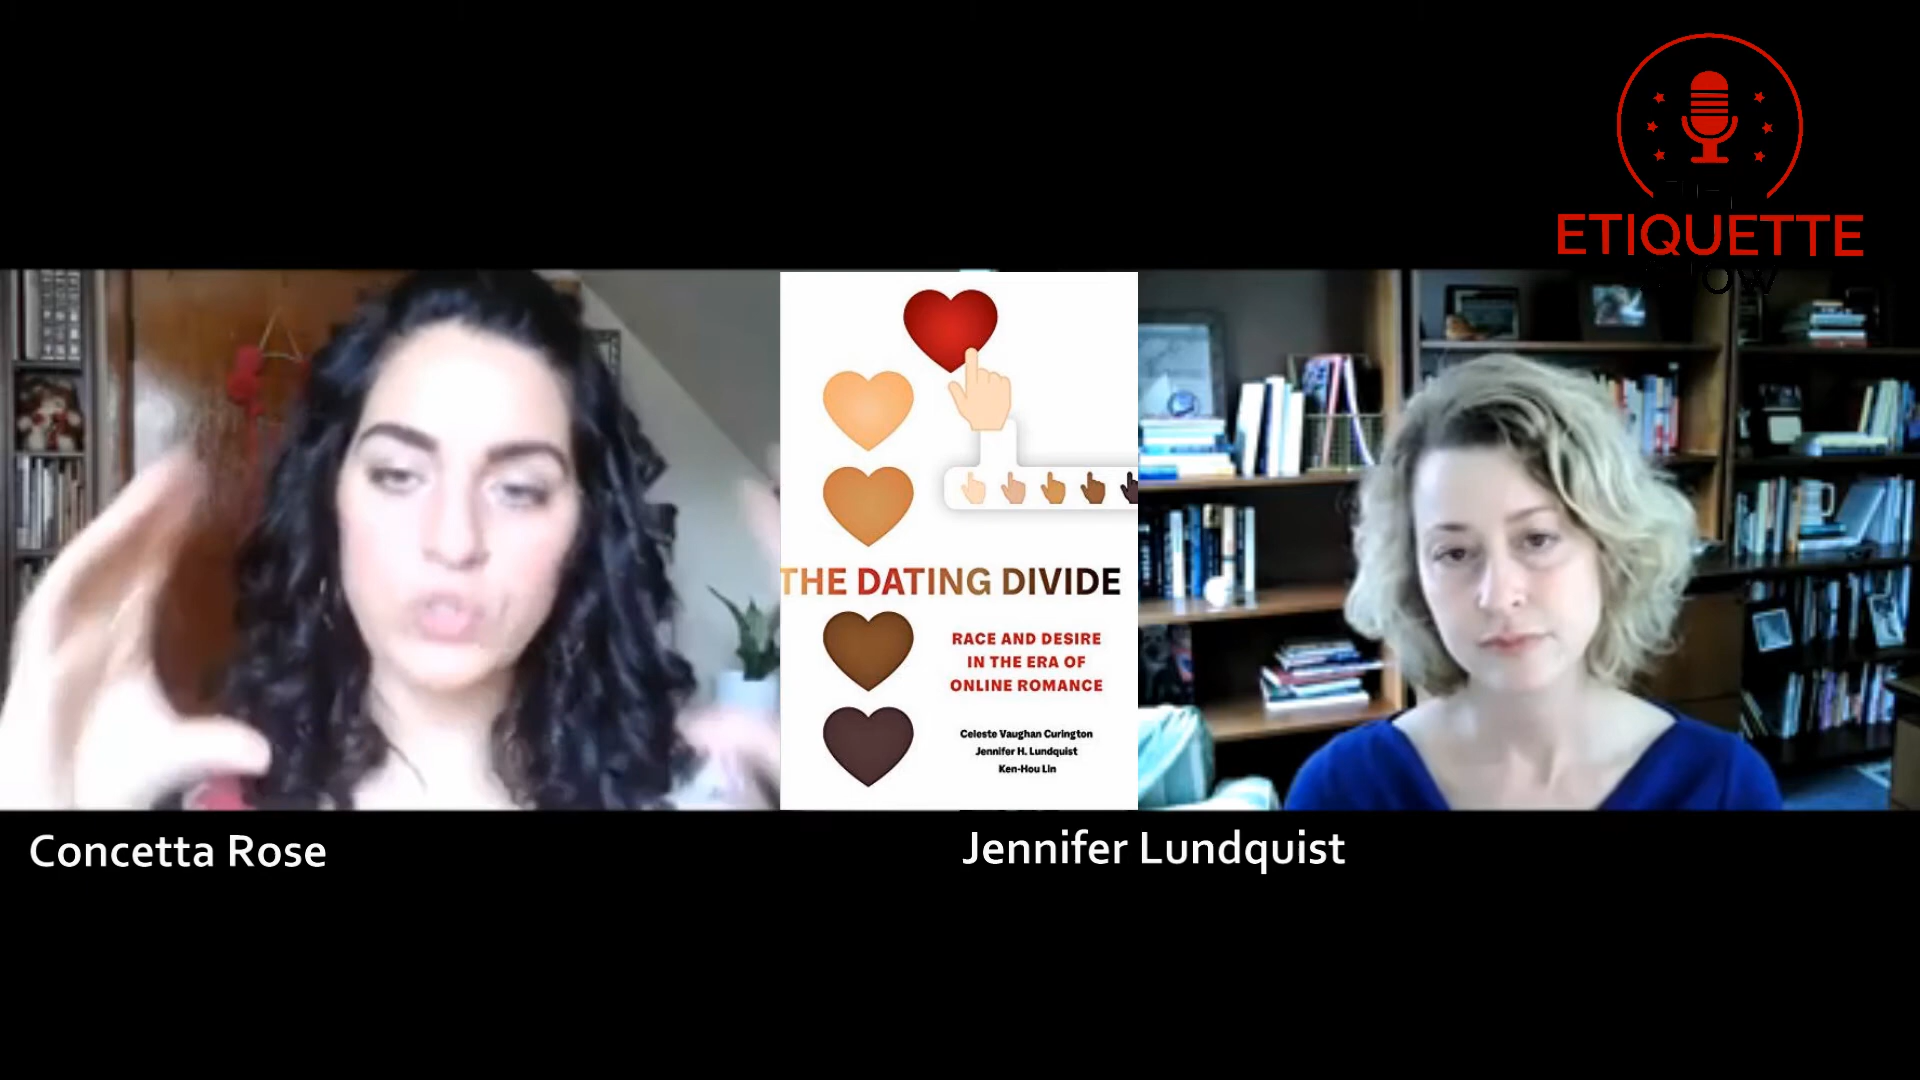 ETIQUETTE
THE DATING DIVIDE
RACE AND DESIRE
IN THE ERA OF
ONLINE ROMANCE
Celeste Vaughan Curington
Jennifer H. Lundquist
Ken-Hou Lin
Concetta Rose
Jennifer Lundquist